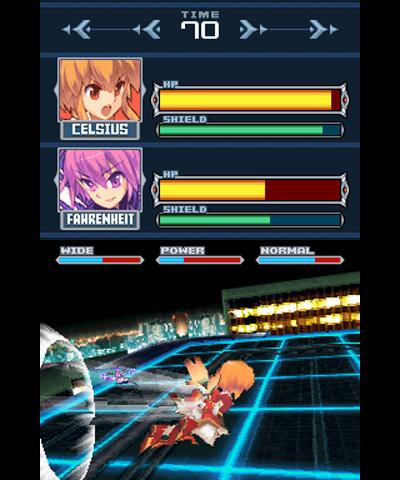 TIME
70
HP
CELSIUS
SHIELD
HP
FAHRENHEIT
SHIELD
WIDE
POWER
NORMAL